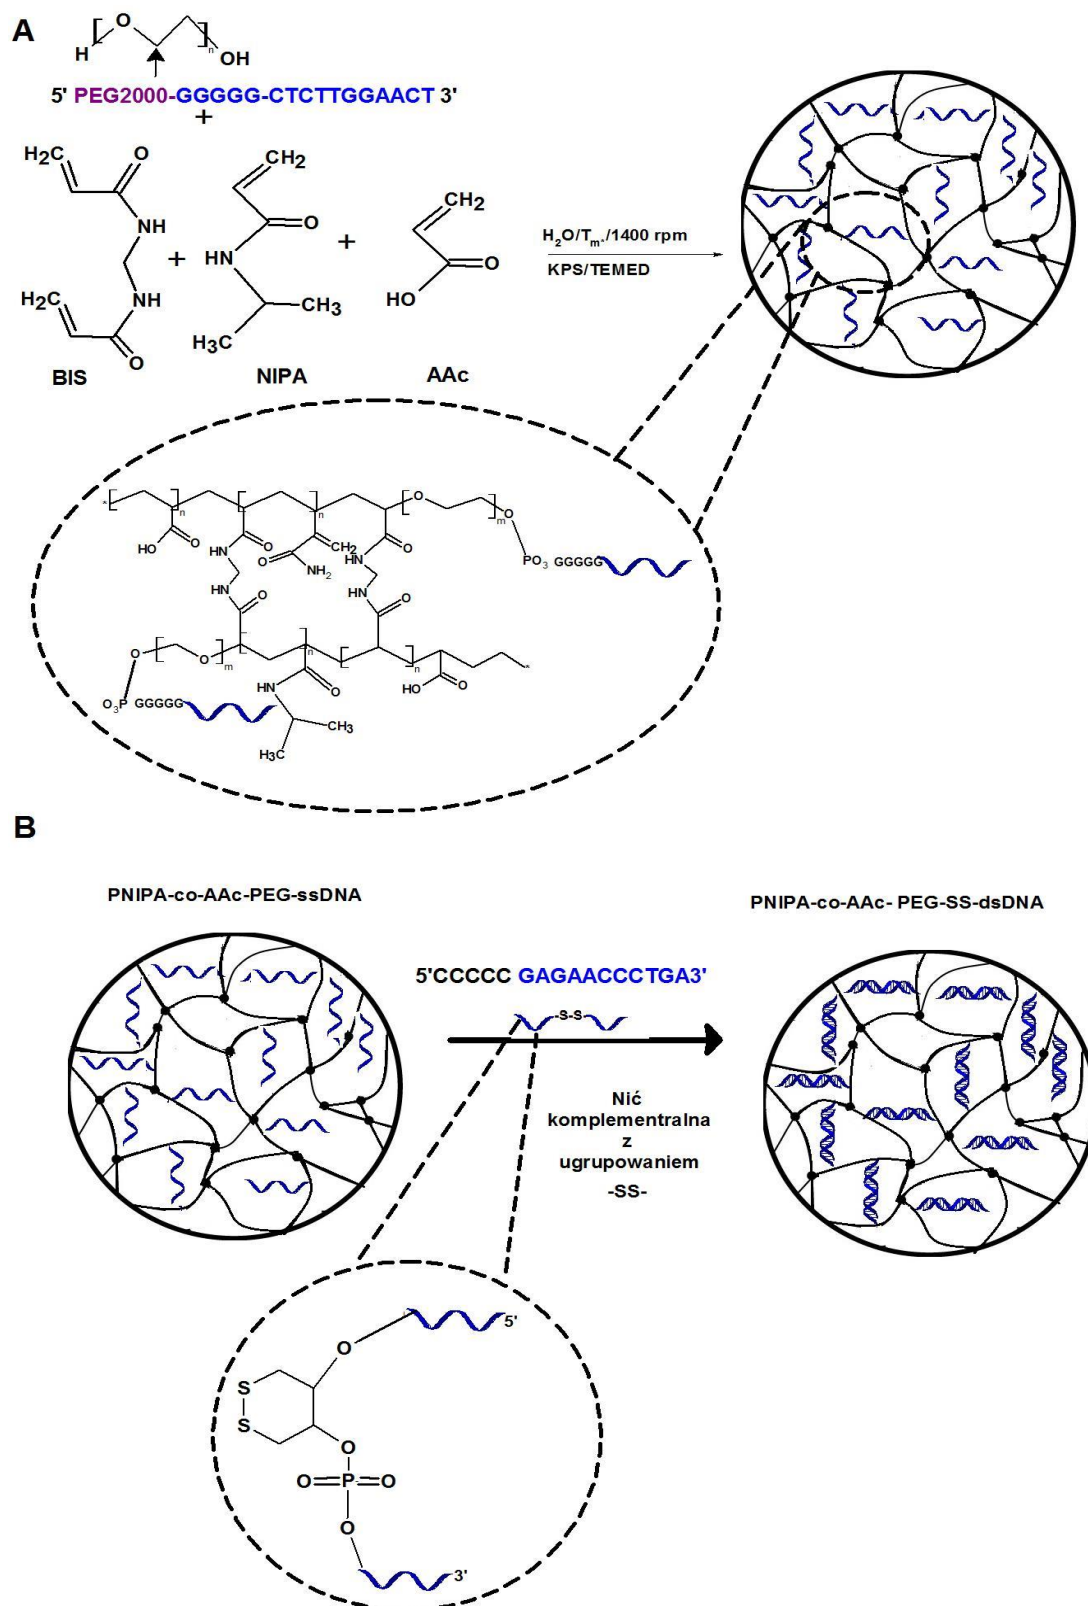 A
H
O
n
OH
5' PEG2000-GGGGG-CTCTTGGAACT 3'
+
H2C
O
NH
NH
H2C
O
BIS
+
CH2
O
HN
CH3
H3C
NIPA
+
CH2
O
HO
AAc
H2O/Tm*/1400 rpm
KPS/TEMED
*
n
n
O
O
m
HO
O
O
O
CH2
NH2
O
PO3 GGGGG
HN
HN
HN
HN
O
O
O
O
m
n
n
*
O3P GGGGG
HN
O
HO
O
CH3
H3C
B
PNIPA-co-AAc-PEG-ssDNA
PNIPA-co-AAc- PEG-SS-dsDNA
5'CCCCC GAGAACCCTGA3'
-S-S-
Nić
komplementralna
z
ugrupowaniem
-SS-
5'
O
S
S
O
O=P=O
O
3'